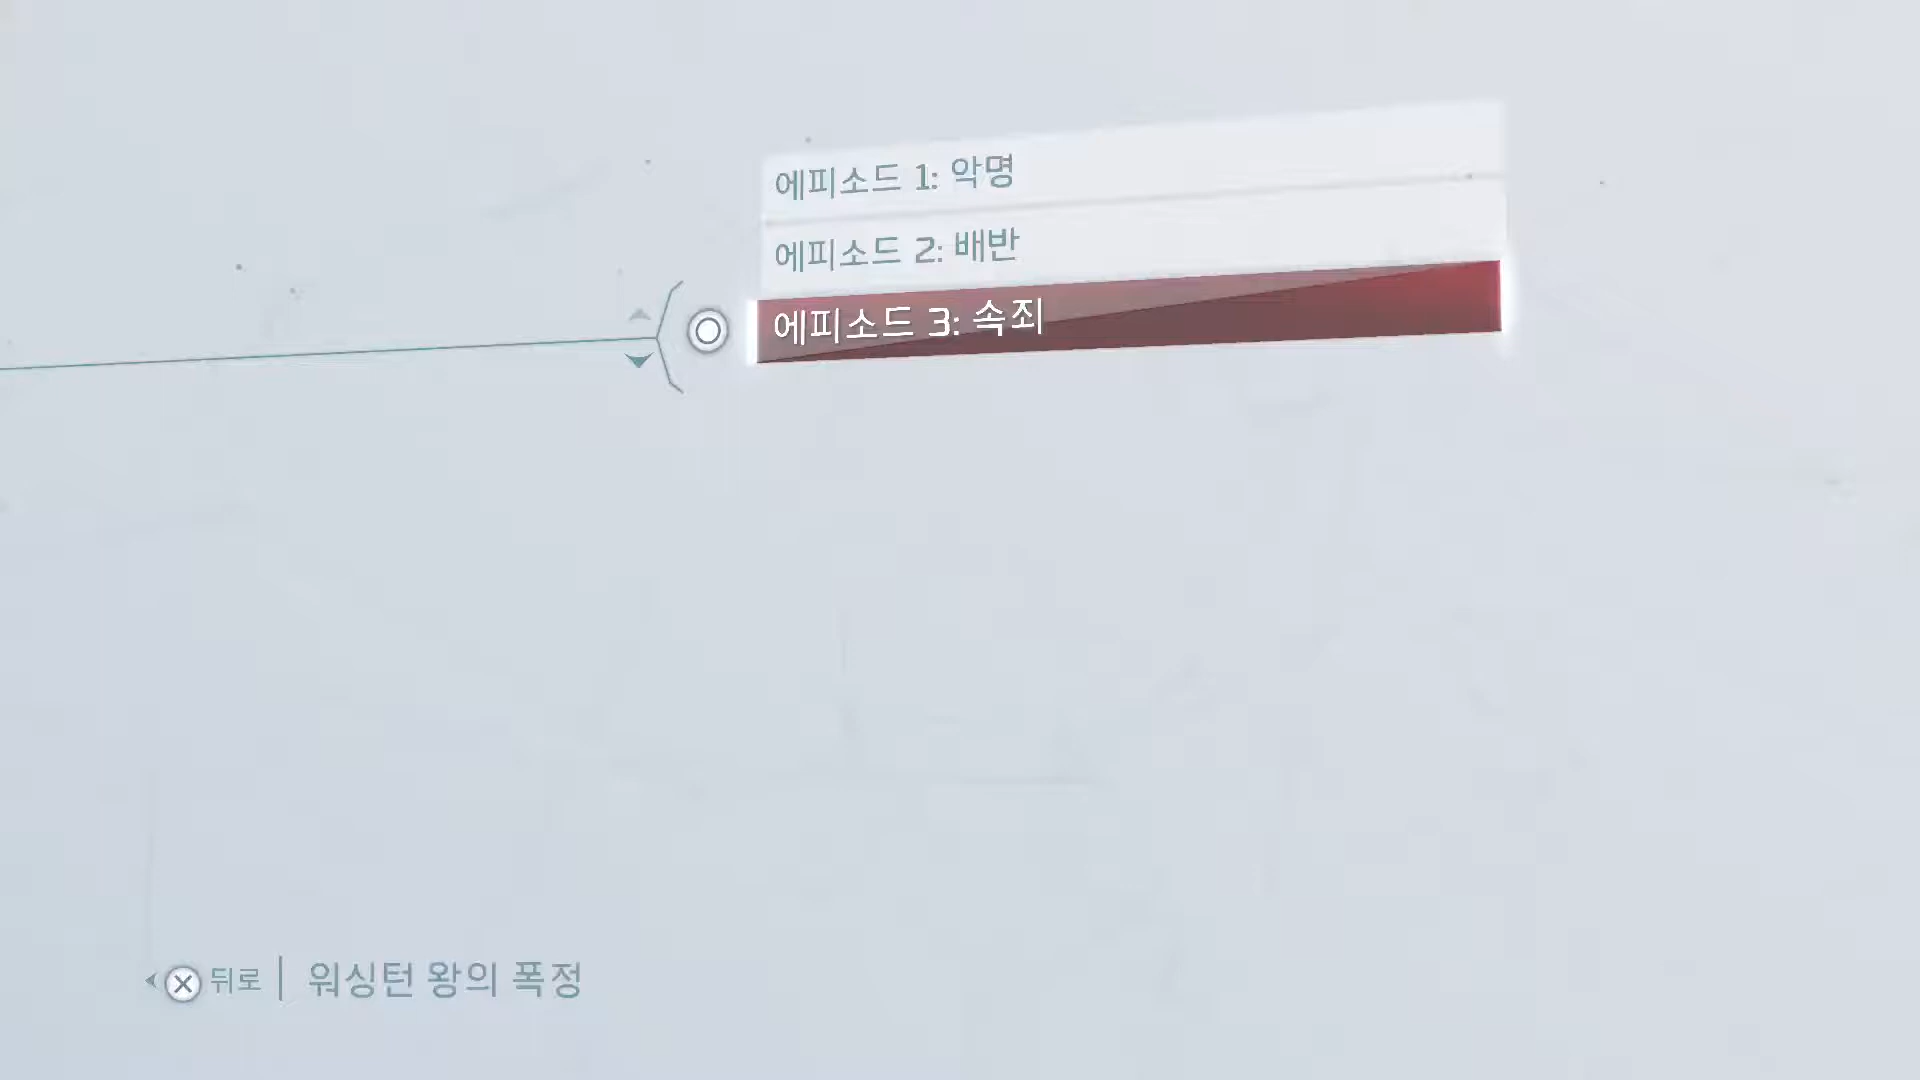 에피소드 1: 악명
에피소드 2: 배반
에피소드 3: 속죄
뒤로 | 워싱턴 왕의 폭정